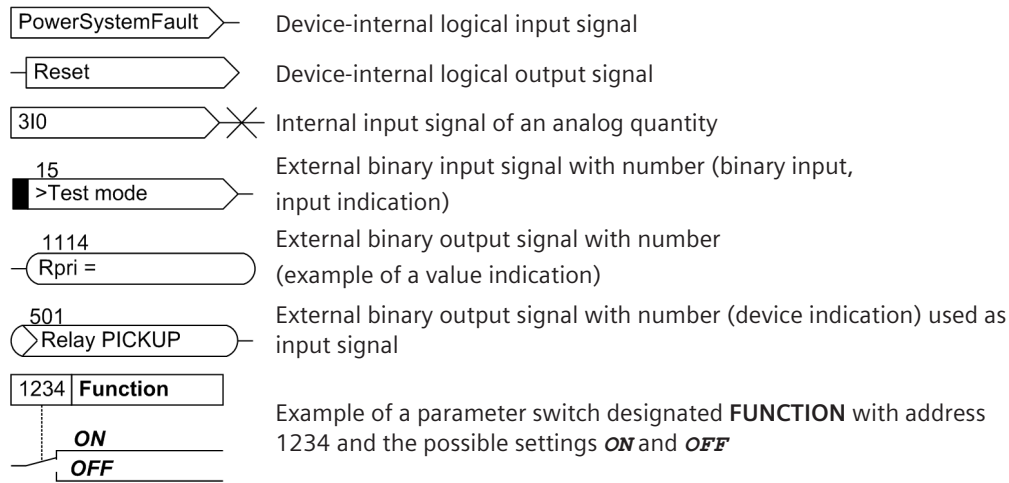 PowerSystemFault Device-internal logical input signal
Reset Device-internal logical output signal
3I0 Internal input signal of an analog quantity
15
>Test mode
External binary input signal with number (binary input,
input indication)
1114
Rpri =
External binary output signal with number
(example of a value indication)
501
Relay PICKUP
External binary output signal with number (device indication) used as
input signal
1234 Function
ON
OFF
Example of a parameter switch designated FUNCTION with address
1234 and the possible settings ON and OFF